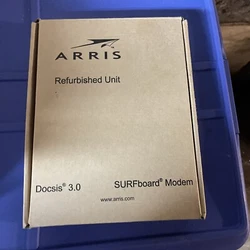 ARRIS
Refurbished Unit
Docsis® 3.0 SURFboard® Modem
www.arris.com